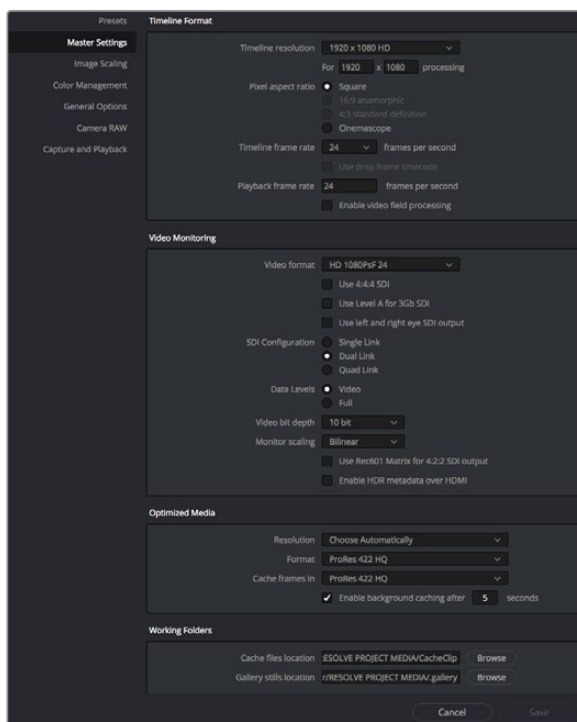 Presets
Master Settings
Image Scaling
Color Management
General Options
Camera RAW
Capture and Playback
Timeline Format
Timeline resolution 1920 x 1080 HD
For 1920 x 1080 processing
Pixel aspect ratio Square
16:9 anamorphic
4:3 standard definition
Cinemascope
Timeline frame rate 24 frames per second
Use drop frame timecode
Playback frame rate 24 frames per second
Enable video field processing
Video Monitoring
Video format HD 1080PsF 24
Use 4:4:4 SDI
Use Level A for 3Gb SDI
Use left and right eye SDI output
SDI Configuration Single Link
Dual Link
Quad Link
Data Levels Video
Full
Video bit depth 10 bit
Monitor scaling Bilinear
Use Rec601 Matrix for 4:2:2 SDI output
Enable HDR metadata over HDMI
Optimized Media
Resolution Choose Automatically
Format ProRes 422 HQ
Cache frames in ProRes 422 HQ
Enable background caching after 5 seconds
Working Folders
Cache files location ESOLVE PROJECT MEDIA/CacheClip Browse
Gallery stills location r/RESOLVE PROJECT MEDIA/.gallery Browse
Cancel Save